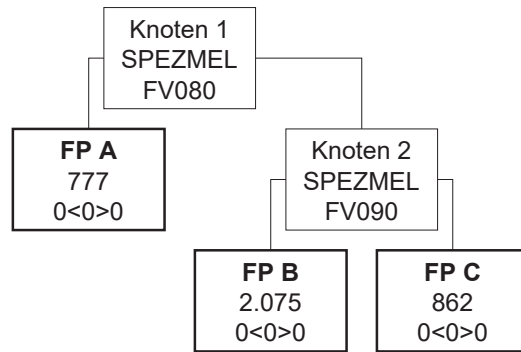 Knoten 1
SPEZMEL
FV080
FP A
777
0<0>0
Knoten 2
SPEZMEL
FV090
FP B
2.075
0<0>0
FP C
862
0<0>0